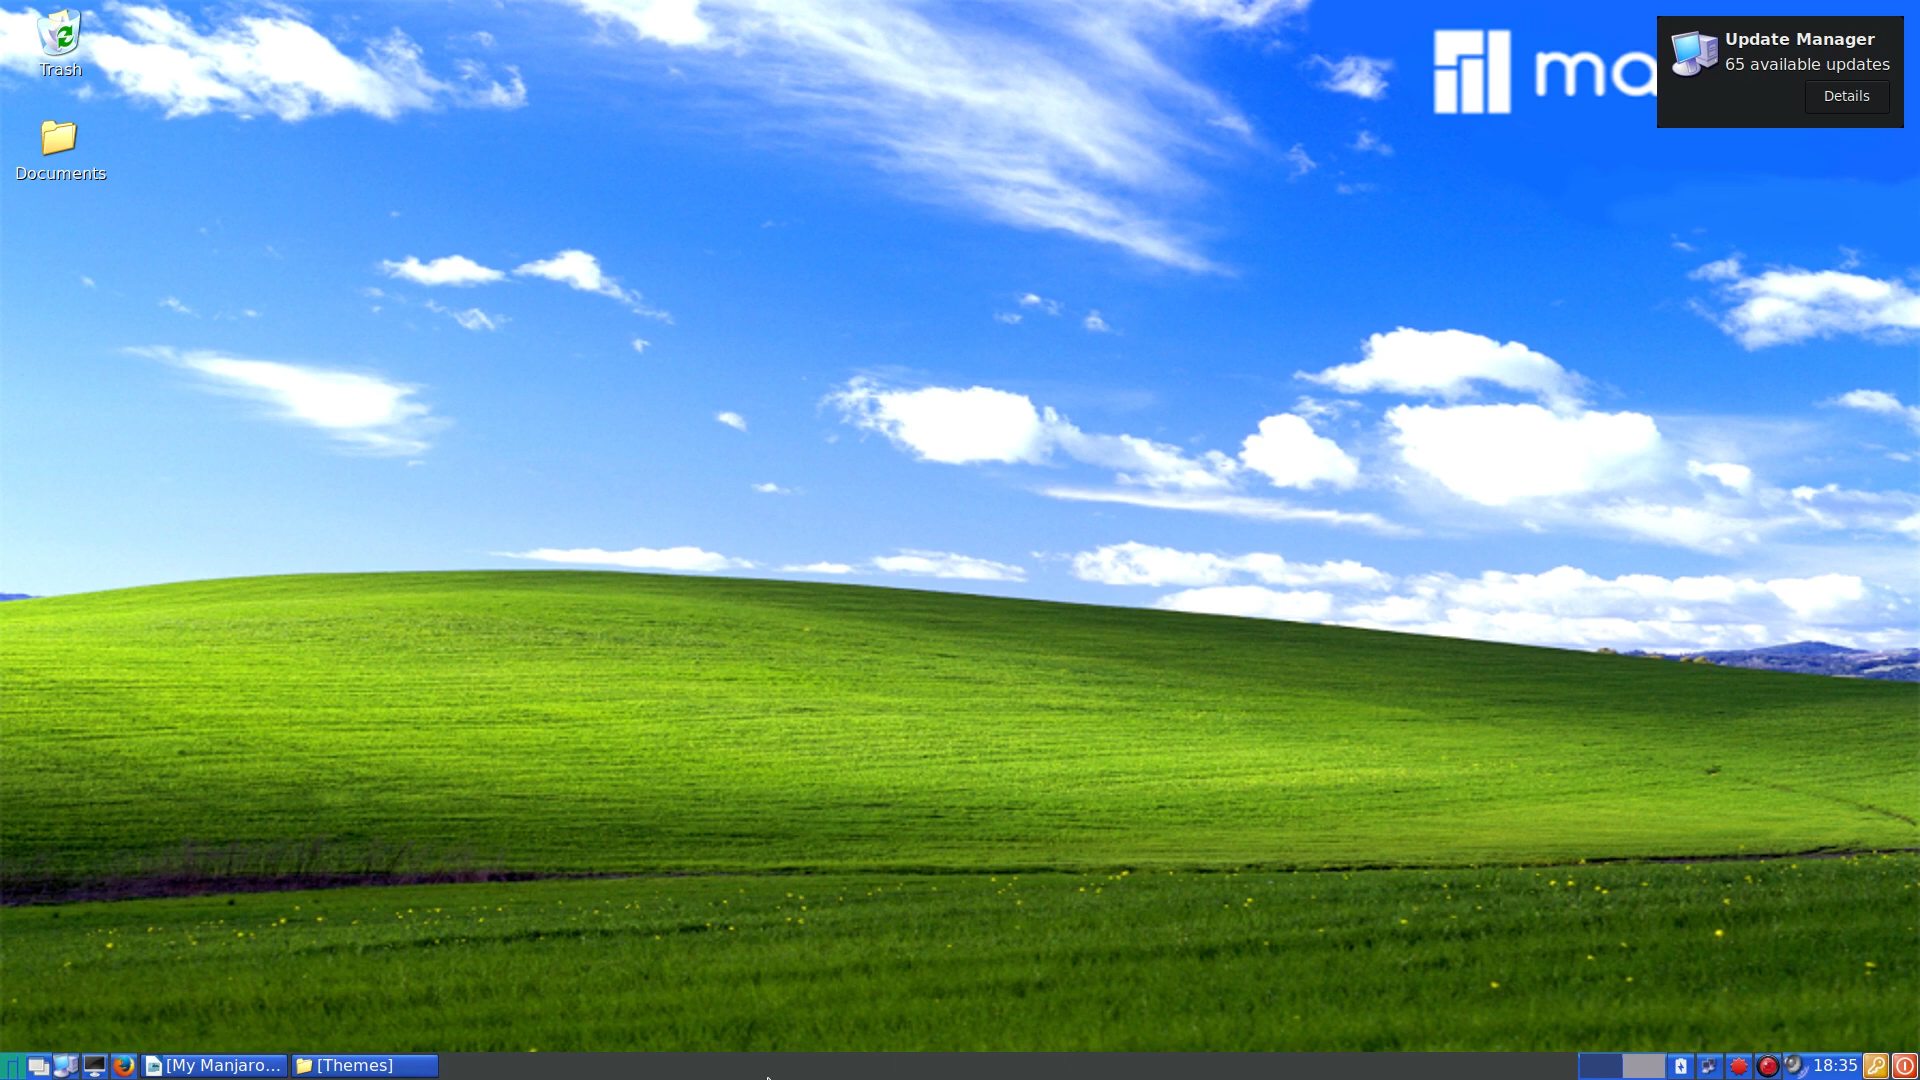 Trash
Documents
ma
Update Manager
65 available updates
Details
[My Manjaro...
[Themes]
18:35